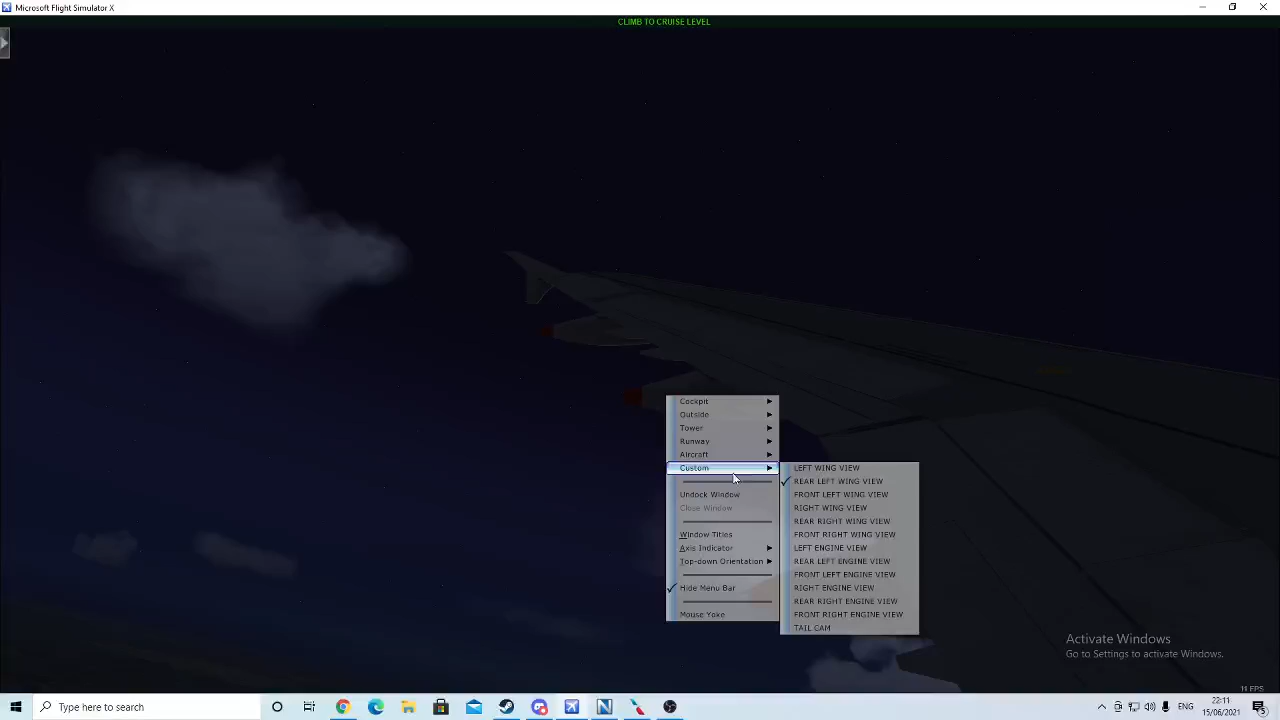 Microsoft Flight Simulator X
CLIMB TO CRUISE LEVEL
Cockpit
Outside
Tower
Runway
Aircraft
Custom
Undock Window
Close Window
Window Titles
Axis Indicator
Top-down Orientation
Hide Menu Bar
Mouse Yoke
LEFT WING VIEW
REAR LEFT WING VIEW
FRONT LEFT WING VIEW
RIGHT WING VIEW
REAR RIGHT WING VIEW
FRONT RIGHT WING VIEW
LEFT ENGINE VIEW
REAR LEFT ENGINE VIEW
FRONT LEFT ENGINE VIEW
RIGHT ENGINE VIEW
REAR RIGHT ENGINE VIEW
FRONT RIGHT ENGINE VIEW
TAIL CAM
Activate Windows
Go to Settings to activate Windows.
11 FPS
Type here to search
ENG
22:11
15/06/2021